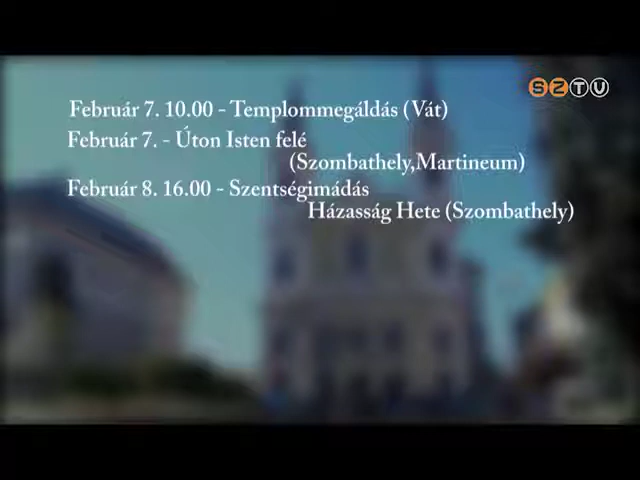 SZTV
Február 7. 10.00 - Templommegáldás (Vát)
Február 7. - Úton Isten felé
(Szombathely,Martineum)
Február 8. 16.00 - Szentségimádás
Házasság Hete (Szombathely)